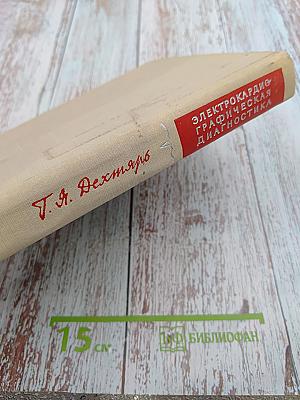 Г. Я. Дехтярь
ЭЛЕКТРОКАРДИО-
ГРАФИЧЕСКАЯ
ДИАГНОСТИКА
15 см
БИБЛИОФАН